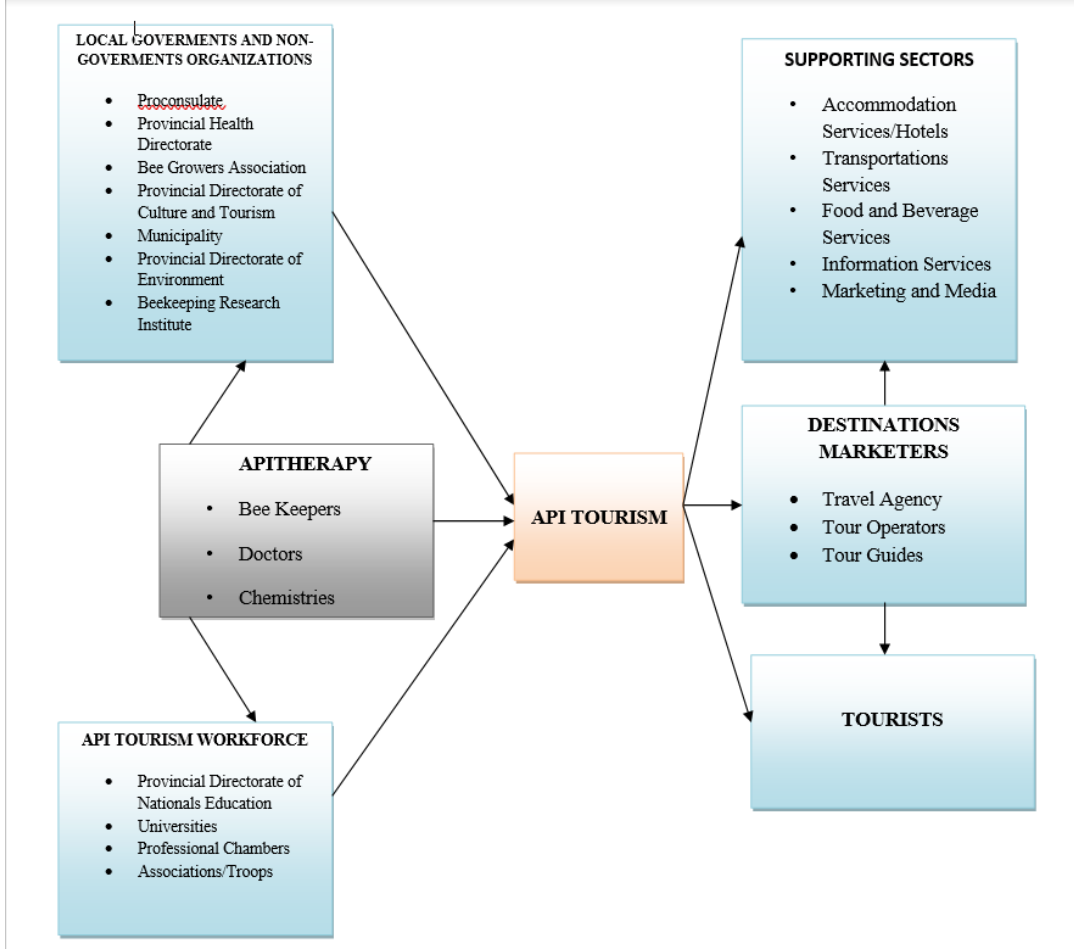 LOCAL GOVERMENTS AND NON-
GOVERMENTS ORGANIZATIONS
• Proconsulate
• Provincial Health
Directorate
• Bee Growers Association
• Provincial Directorate of
Culture and Tourism
• Municipality
• Provincial Directorate of
Environment
• Beekeeping Research
Institute
APITHERAPY
• Bee Keepers
• Doctors
• Chemistries
API TOURISM WORKFORCE
• Provincial Directorate of
Nationals Education
• Universities
• Professional Chambers
• Associations/Troops
API TOURISM
SUPPORTING SECTORS
• Accommodation
Services/Hotels
• Transportations
Services
• Food and Beverage
Services
• Information Services
• Marketing and Media
DESTINATIONS
MARKETERS
• Travel Agency
• Tour Operators
• Tour Guides
TOURISTS